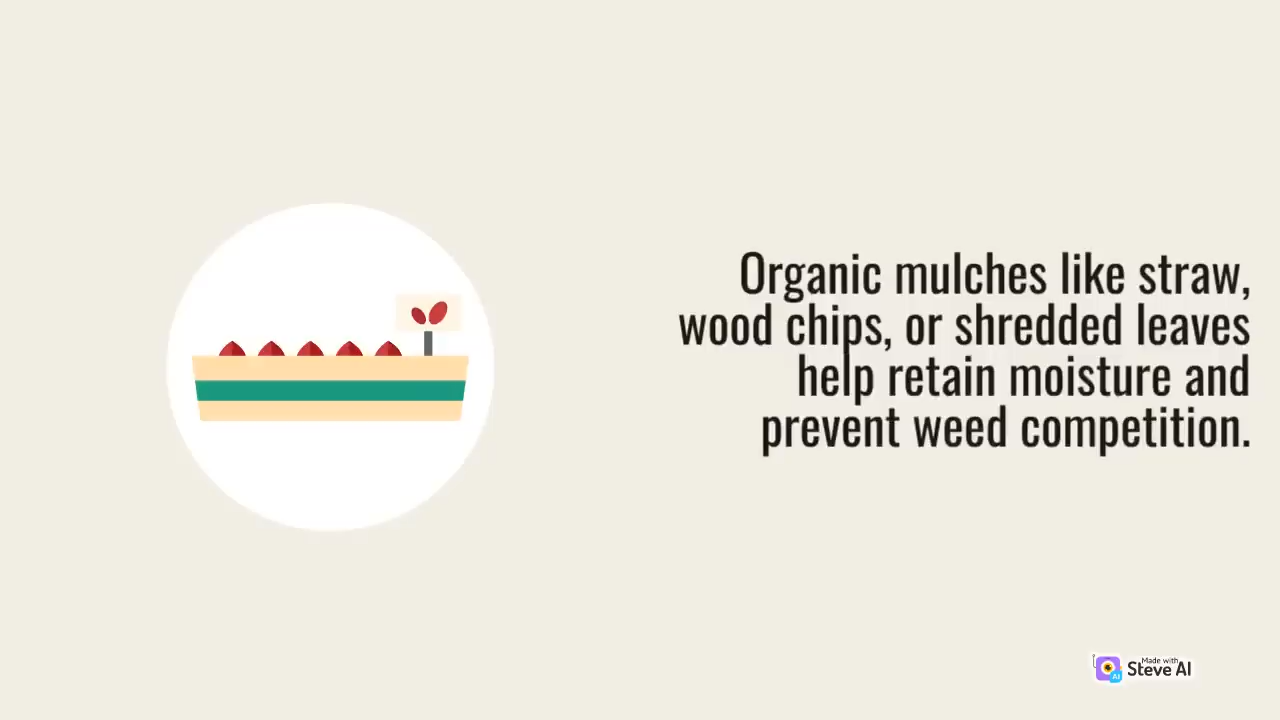 Organic mulches like straw,
wood chips, or shredded leaves
help retain moisture and
prevent weed competition.
Made with
Steve AI
AI